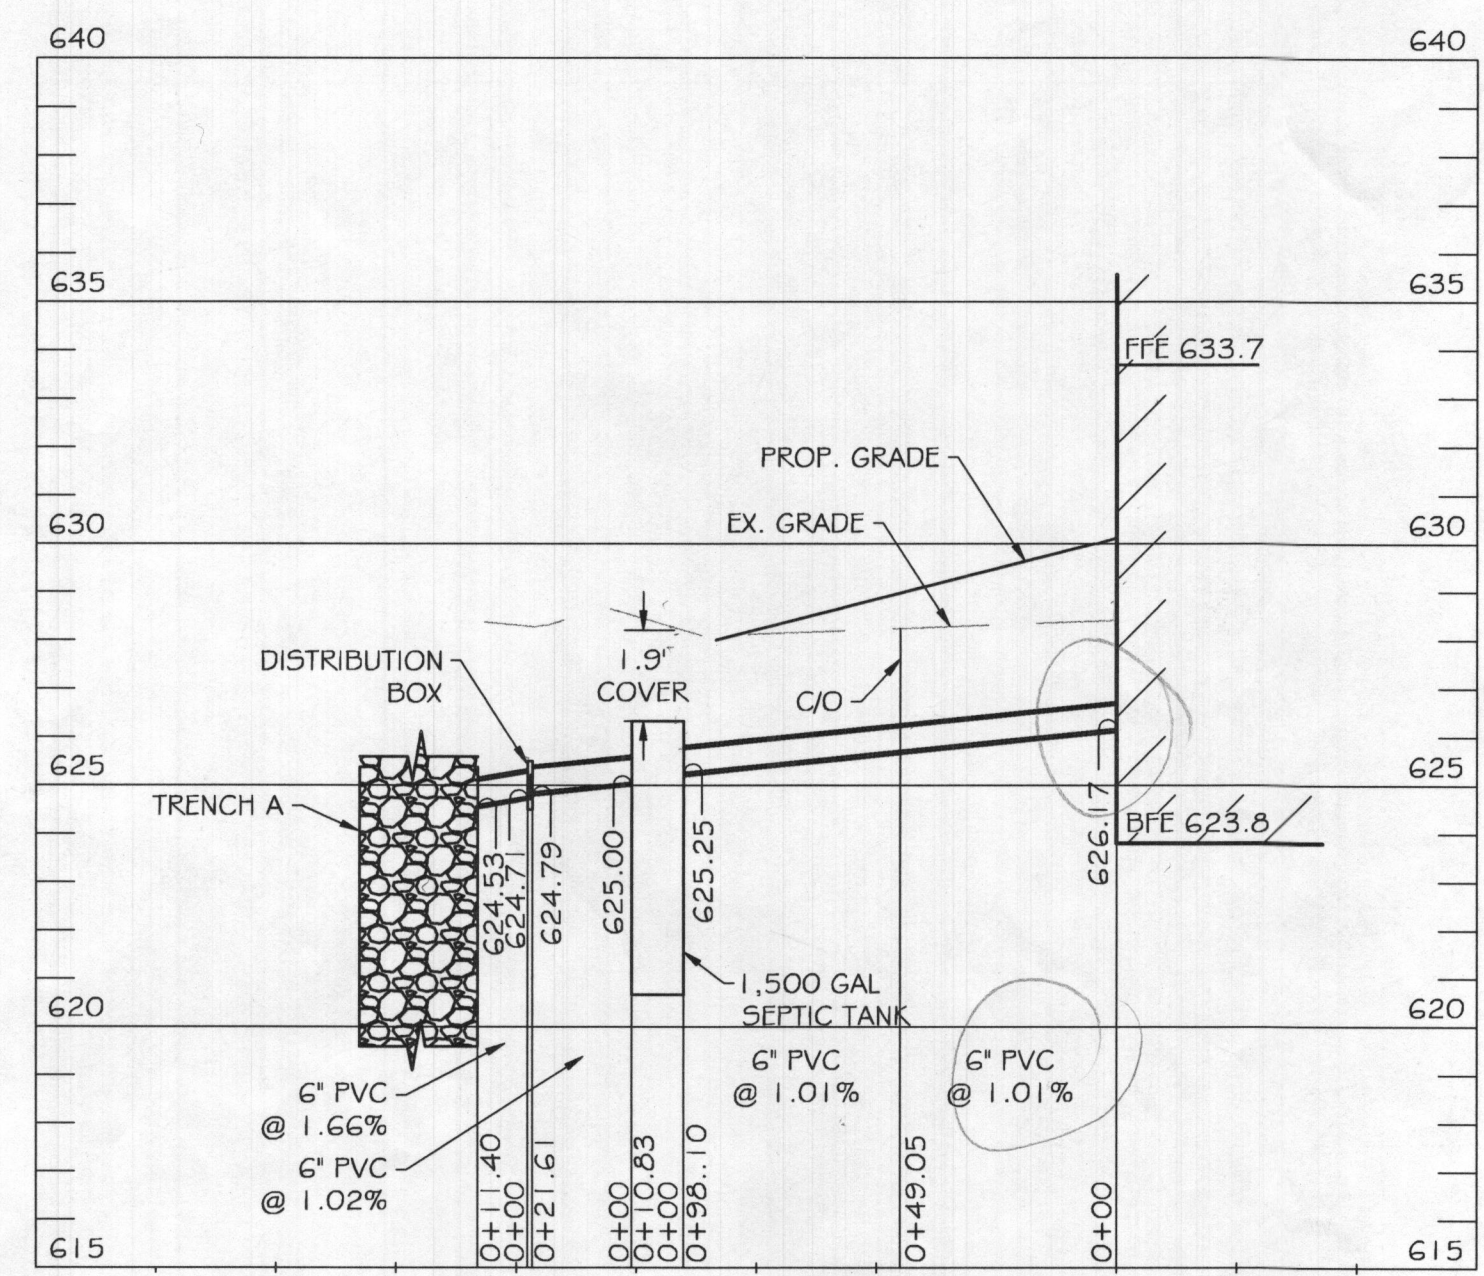 640
640
635
635
FFE 633.7
PROP. GRADE
EX. GRADE
630
630
DISTRIBUTION
BOX
1.9'
COVER
C/O
625
625
TRENCH A
BFE 623.8
624.53
624.71
624.79
625.00
625.25
626.17
1,500 GAL
SEPTIC TANK
620
620
6" PVC
@ 1.01%
6" PVC
@ 1.01%
6" PVC
@ 1.66%
6" PVC
@ 1.02%
0+11.40
0+00
0+21.61
0+00
0+10.83
0+00
0+98..10
0+49.05
0+00
615
615